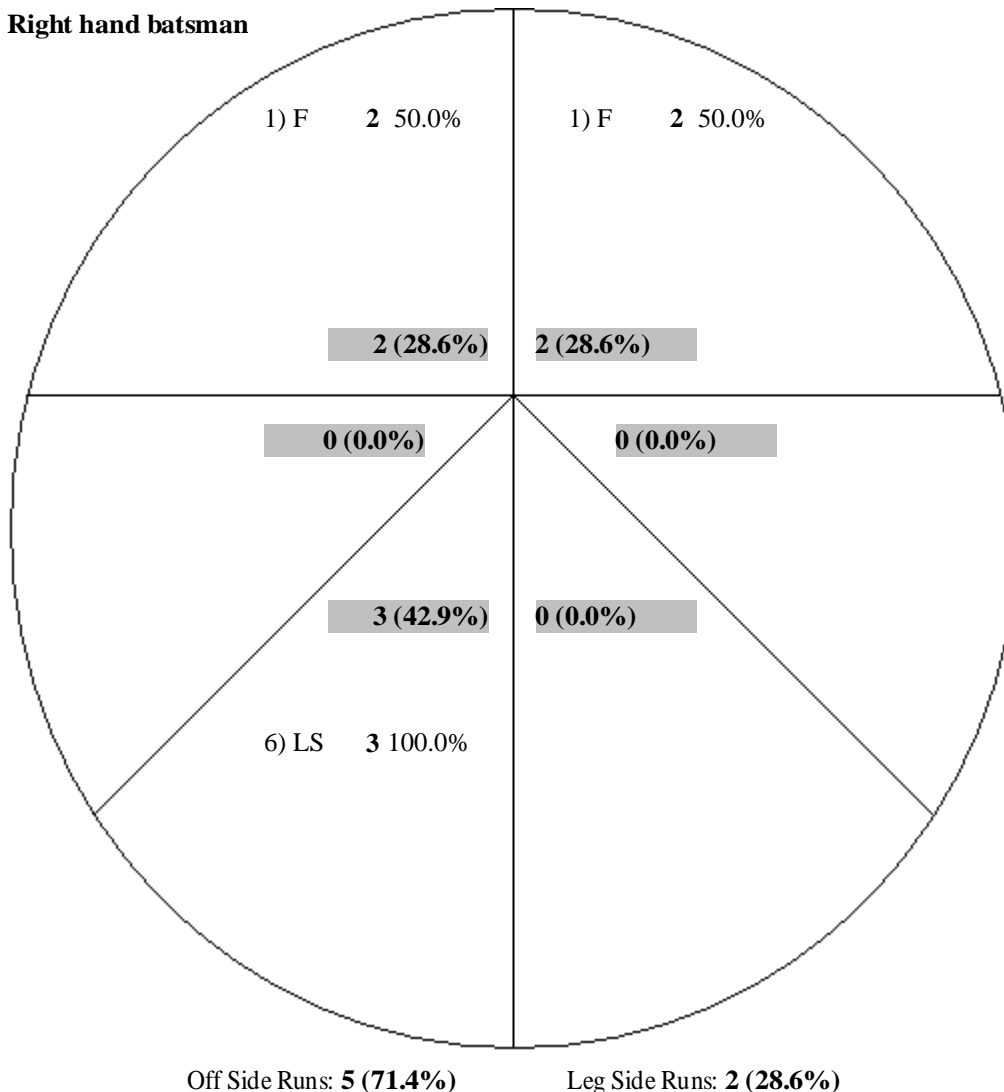 Right hand batsman
1) F 2 50.0% 1) F 2 50.0%
2 (28.6%) 2 (28.6%)
0 (0.0%) 0 (0.0%)
3 (42.9%) 0 (0.0%)
6) LS 3 100.0%
Off Side Runs: 5 (71.4%) Leg Side Runs: 2 (28.6%)